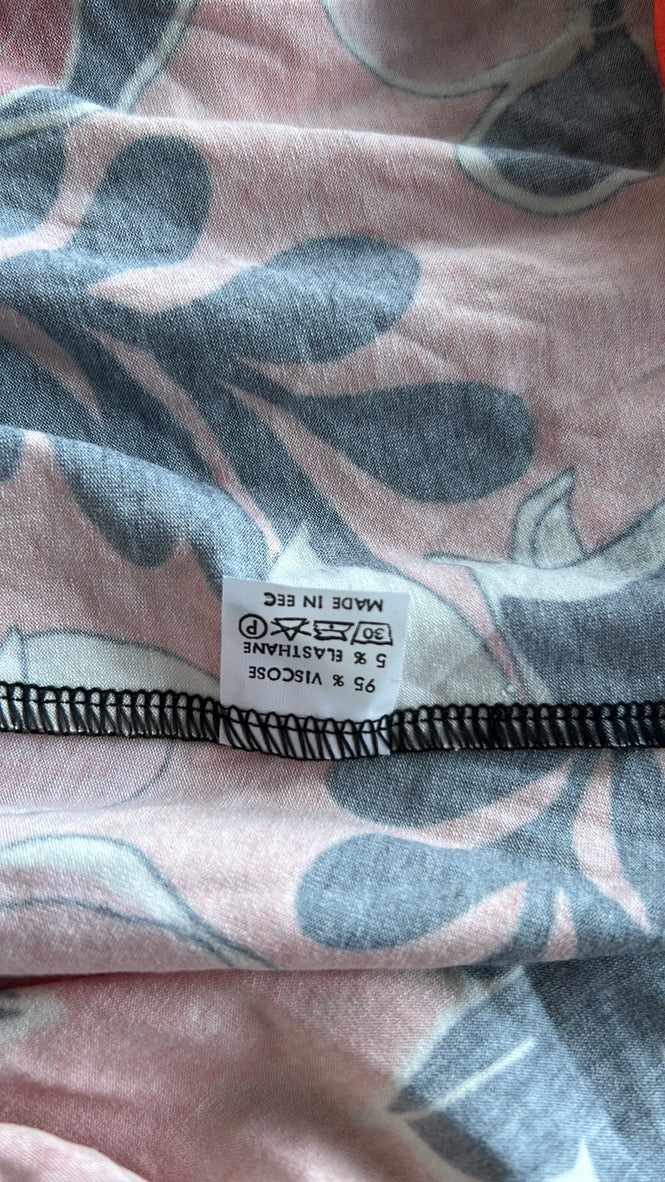 95 % VISCOSE
5 % ELASTHANE
30 P
MADE IN EEC